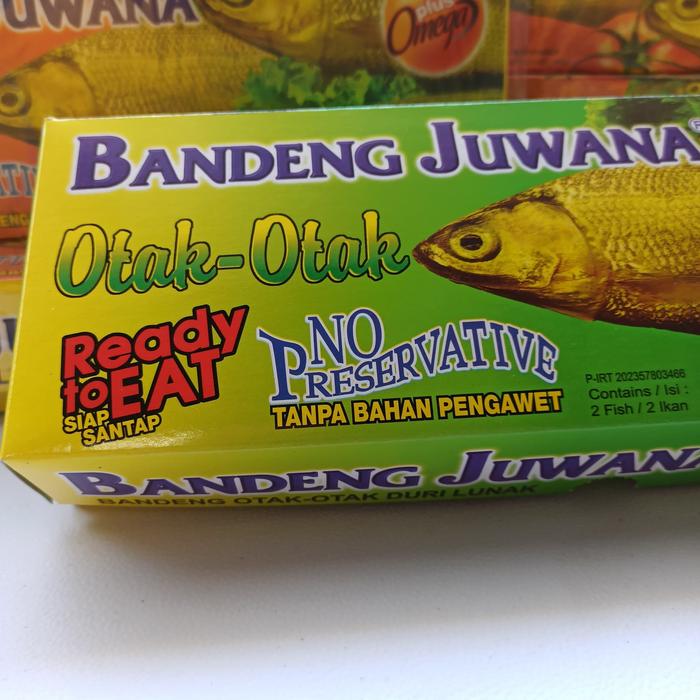 JUWANA
plus
Omega
BANDENG JUWANA
Otak-Otak
Ready
to EAT
SIAP
SANTAP
NO
PRESERVATIVE
TANPA BAHAN PENGAWET
P-IRT 202357803466
Contains / Isi :
2 Fish / 2 Ikan
BANDENG JUWANA
BANDENG OTAK-OTAK DURI LUNAK